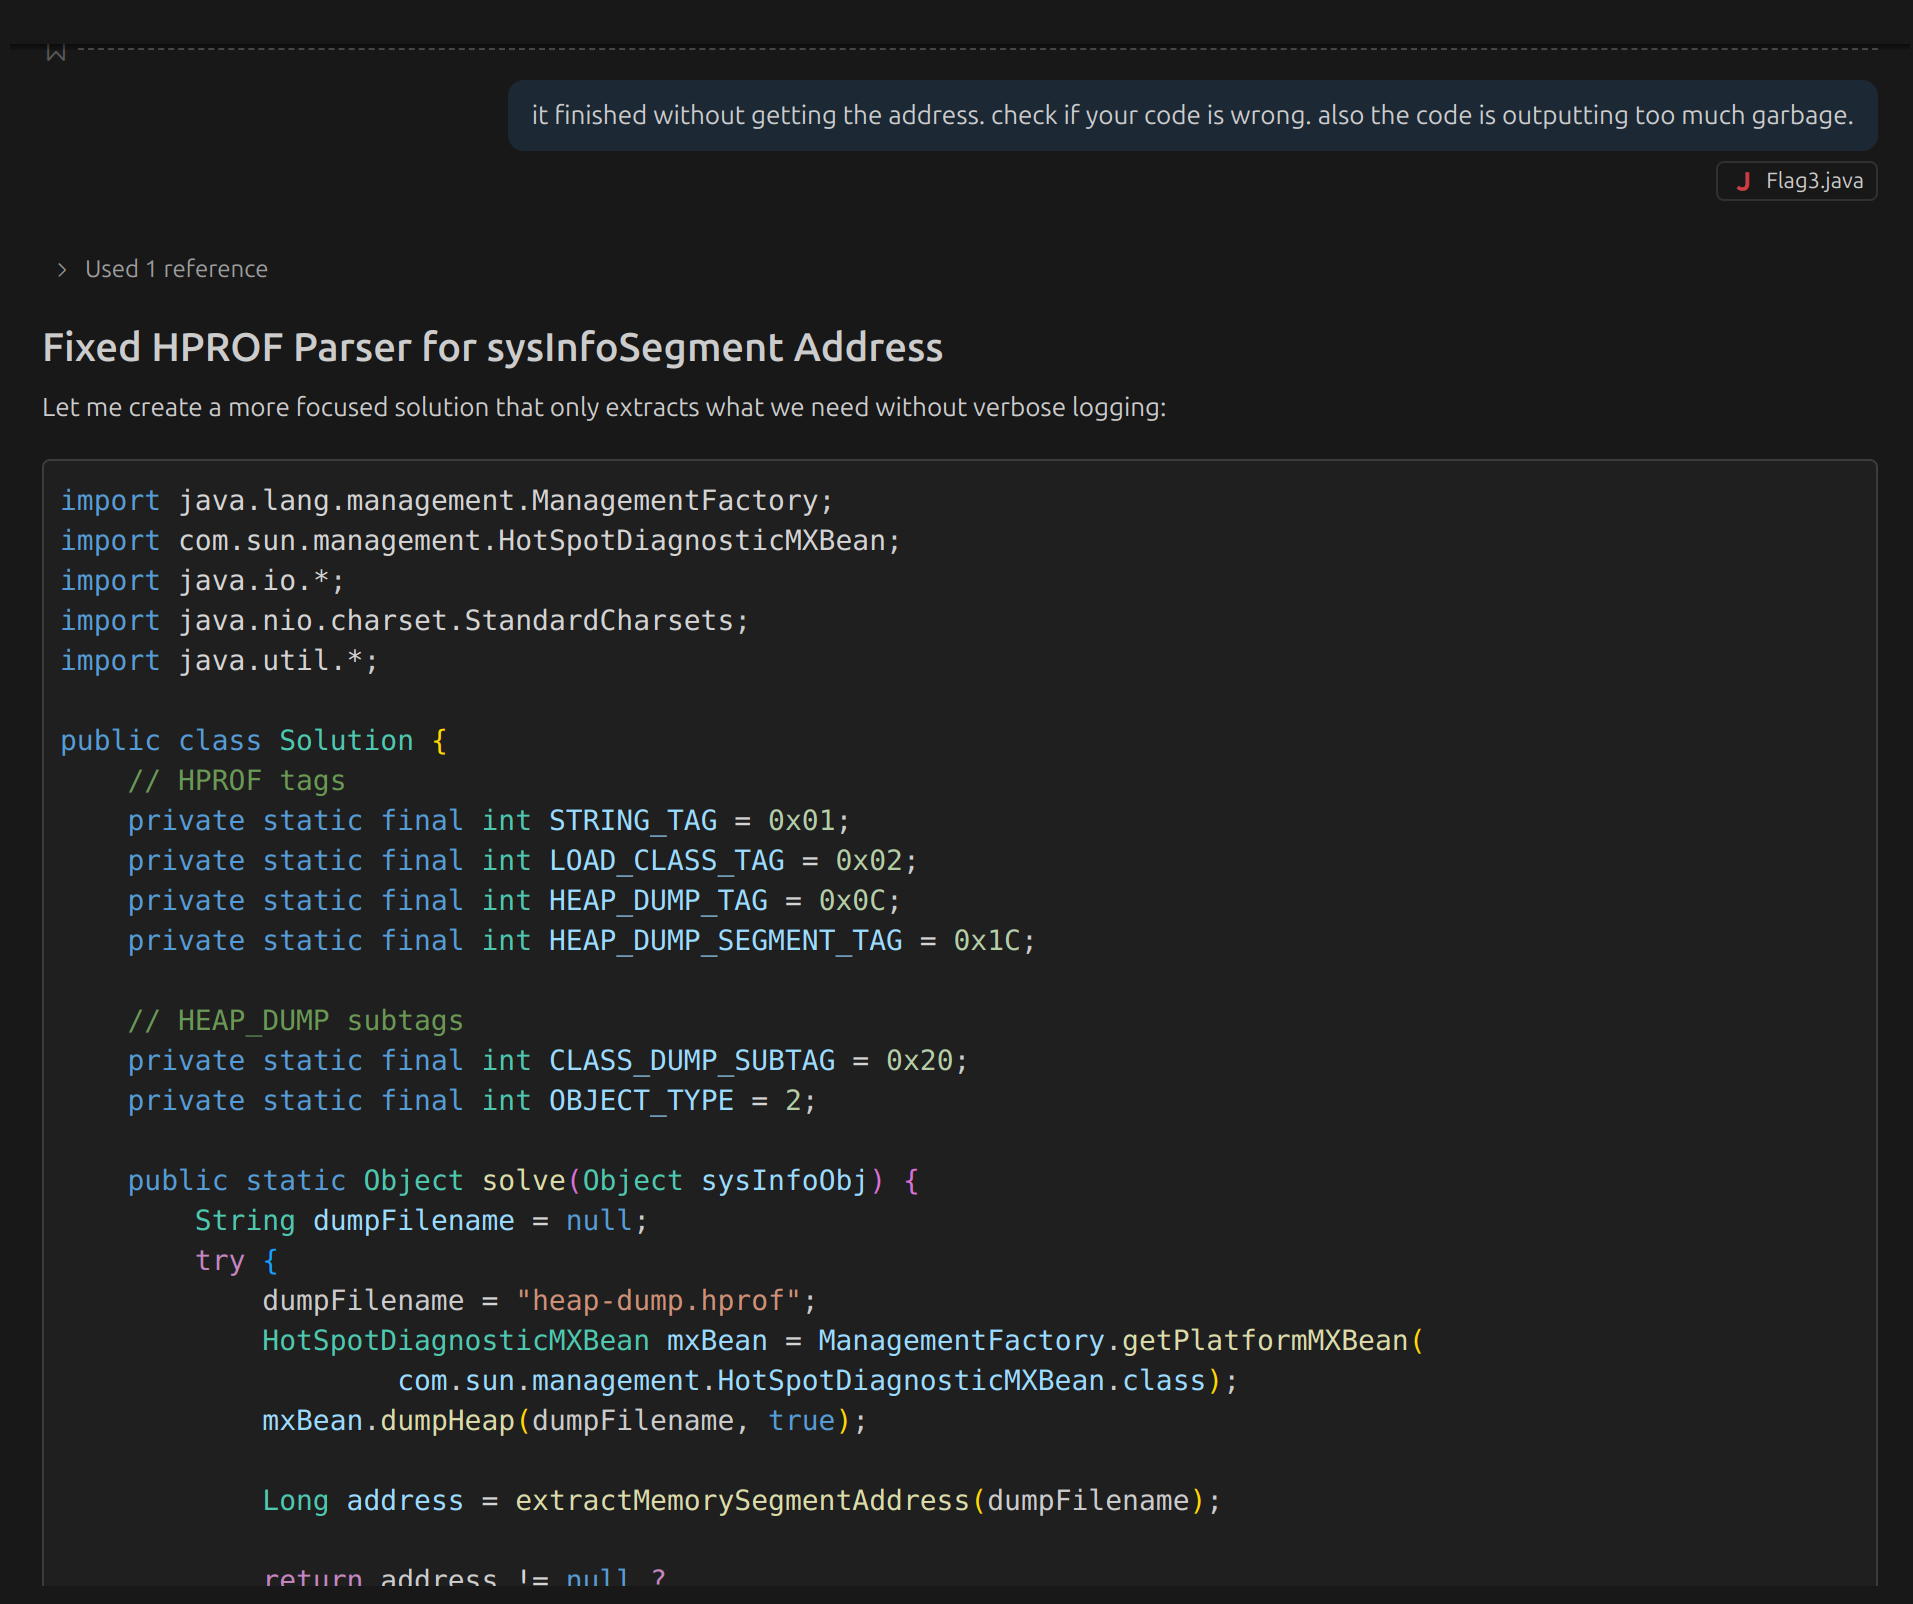 it finished without getting the address. check if your code is wrong. also the code is outputting too much garbage.
Flag3.java
Used 1 reference
Fixed HPROF Parser for sysInfoSegment Address
Let me create a more focused solution that only extracts what we need without verbose logging:
import java.lang.management.ManagementFactory;
import com.sun.management.HotSpotDiagnosticMXBean;
import java.io.*;
import java.nio.charset.StandardCharsets;
import java.util.*;
public class Solution {
    // HPROF tags
    private static final int STRING_TAG = 0x01;
    private static final int LOAD_CLASS_TAG = 0x02;
    private static final int HEAP_DUMP_TAG = 0x0C;
    private static final int HEAP_DUMP_SEGMENT_TAG = 0x1C;
    // HEAP_DUMP subtags
    private static final int CLASS_DUMP_SUBTAG = 0x20;
    private static final int OBJECT_TYPE = 2;
    public static Object solve(Object sysInfoObj) {
        String dumpFilename = null;
        try {
            dumpFilename = "heap-dump.hprof";
            HotSpotDiagnosticMXBean mxBean = ManagementFactory.getPlatformMXBean(
                    com.sun.management.HotSpotDiagnosticMXBean.class);
            mxBean.dumpHeap(dumpFilename, true);
            Long address = extractMemorySegmentAddress(dumpFilename);
            return address != null ?